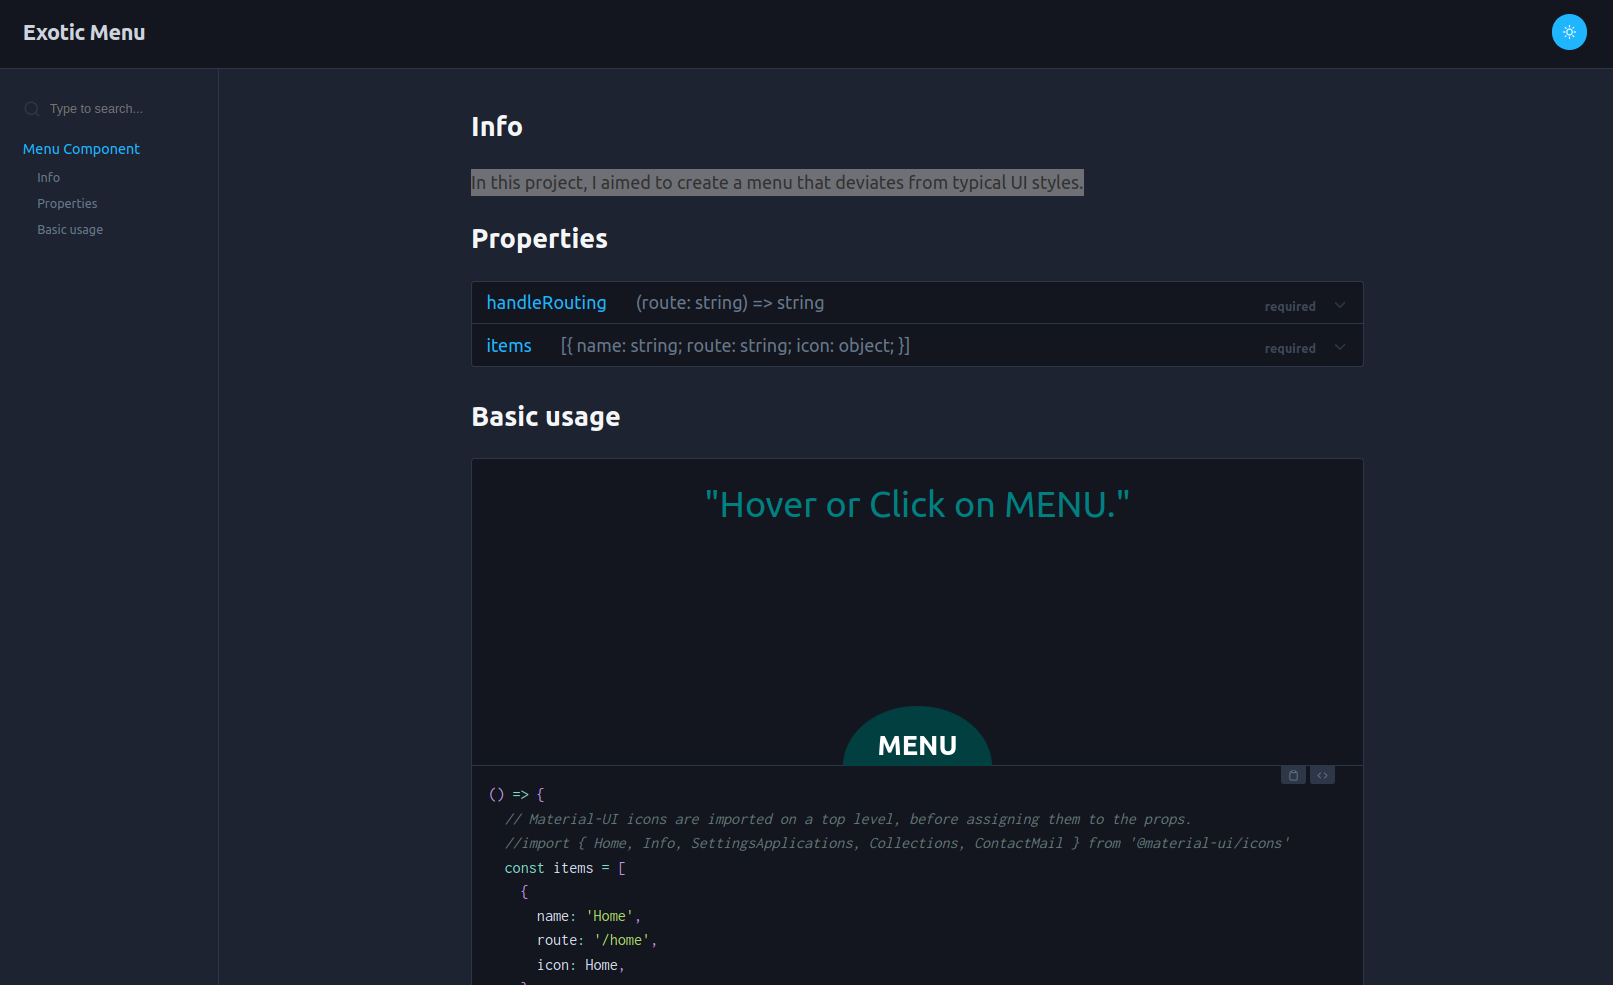 Exotic Menu
Type to search...
Menu Component
Info
Properties
Basic usage
Info
In this project, I aimed to create a menu that deviates from typical UI styles.
Properties
handleRouting (route: string) => string required
items [{ name: string; route: string; icon: object; }] required
Basic usage
"Hover or Click on MENU."
MENU
() => {
// Material-UI icons are imported on a top level, before assigning them to the props.
//import { Home, Info, SettingsApplications, Collections, ContactMail } from '@material-ui/icons'
const items = [
{
name: 'Home',
route: '/home',
icon: Home,